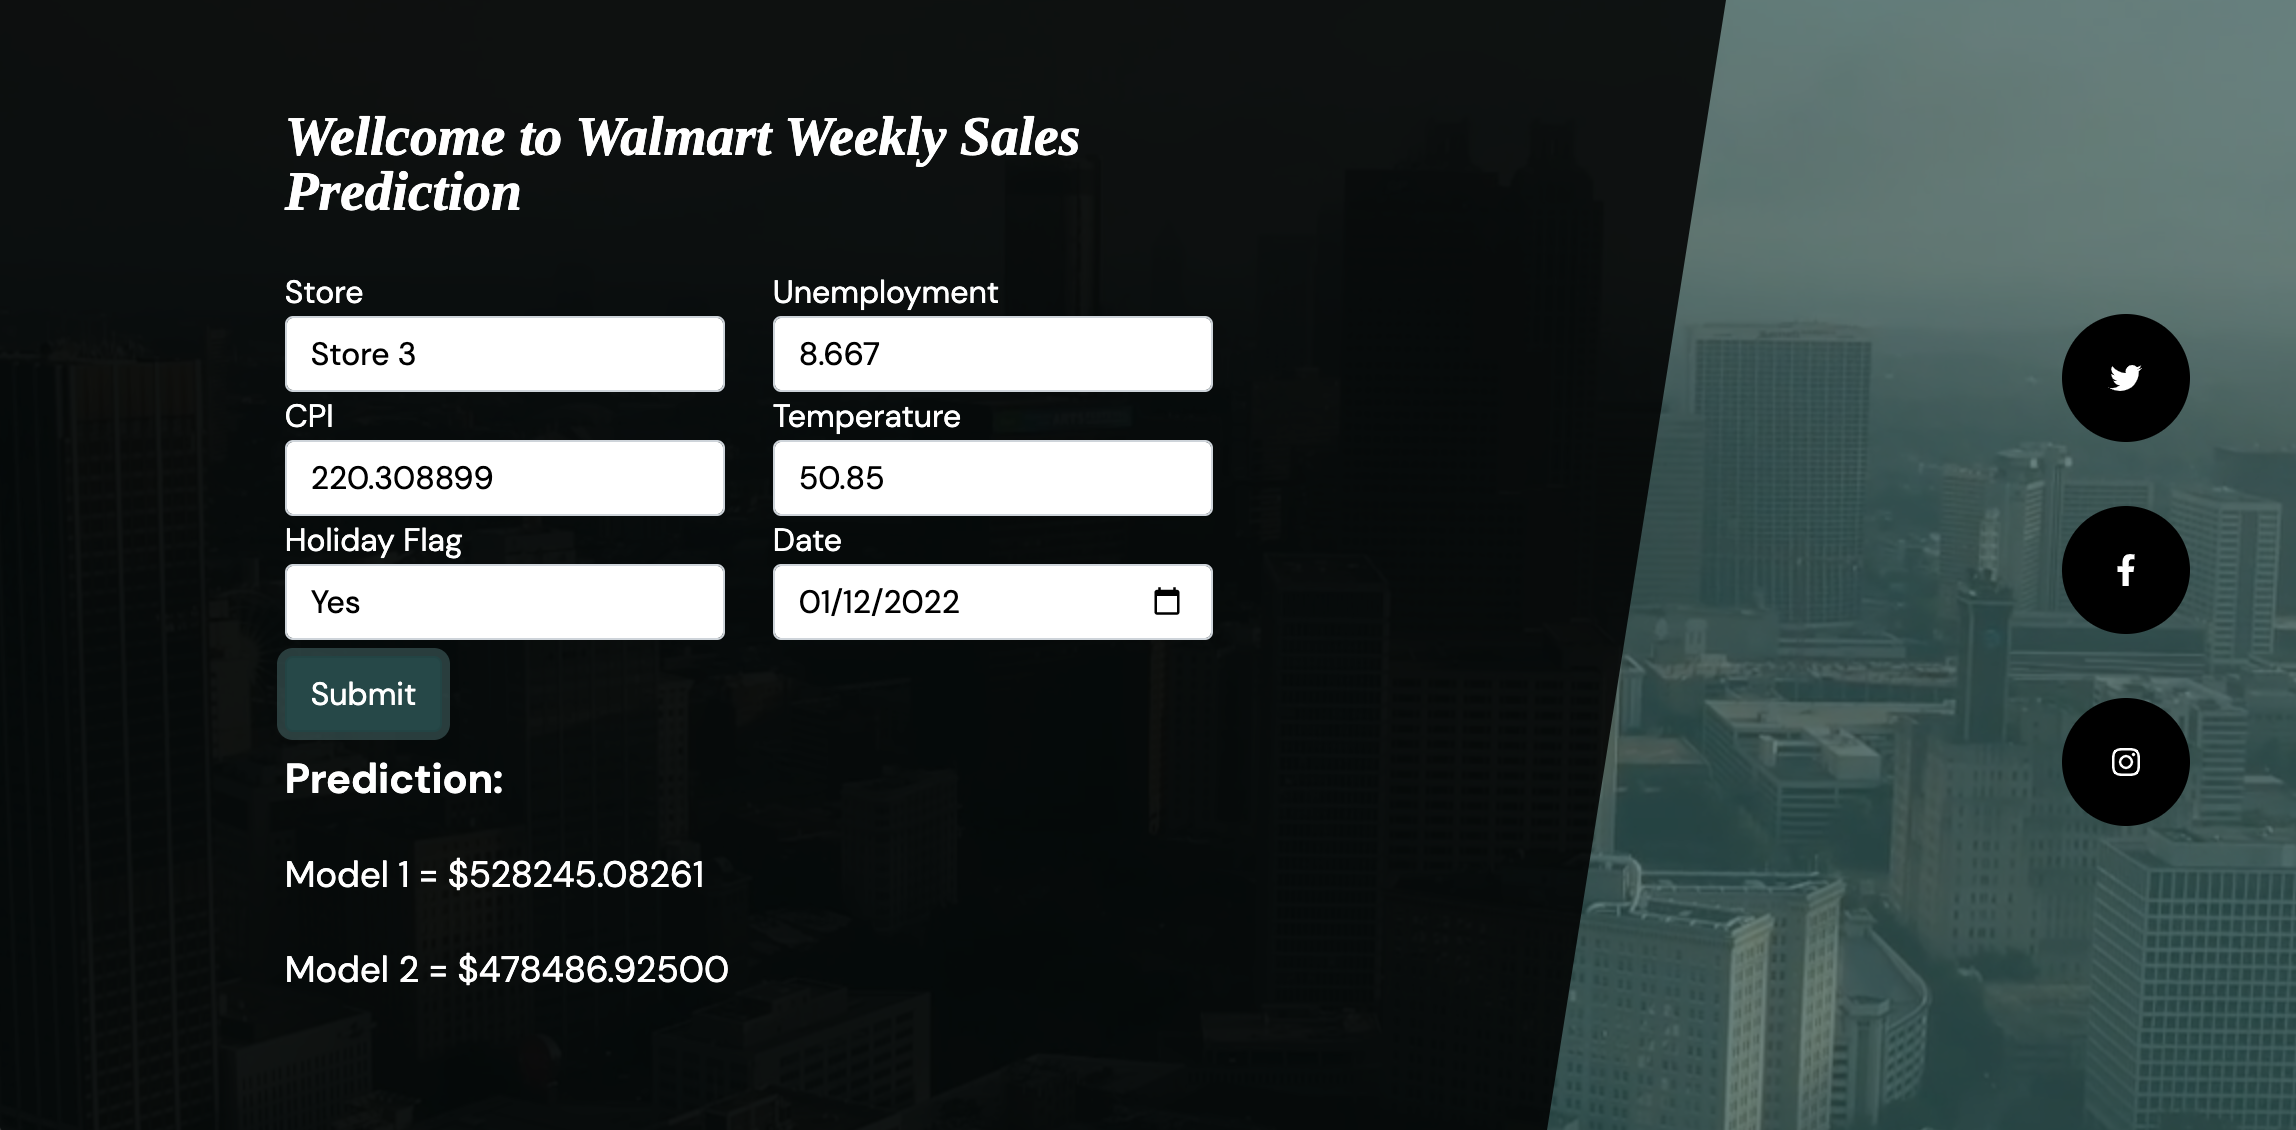 Wellcome to Walmart Weekly Sales
Prediction
Store
Unemployment
Store 3
8.667
CPI
Temperature
220.308899
50.85
Holiday Flag
Date
Yes
01/12/2022
Submit
Prediction:
Model 1 = $528245.08261
Model 2 = $478486.92500